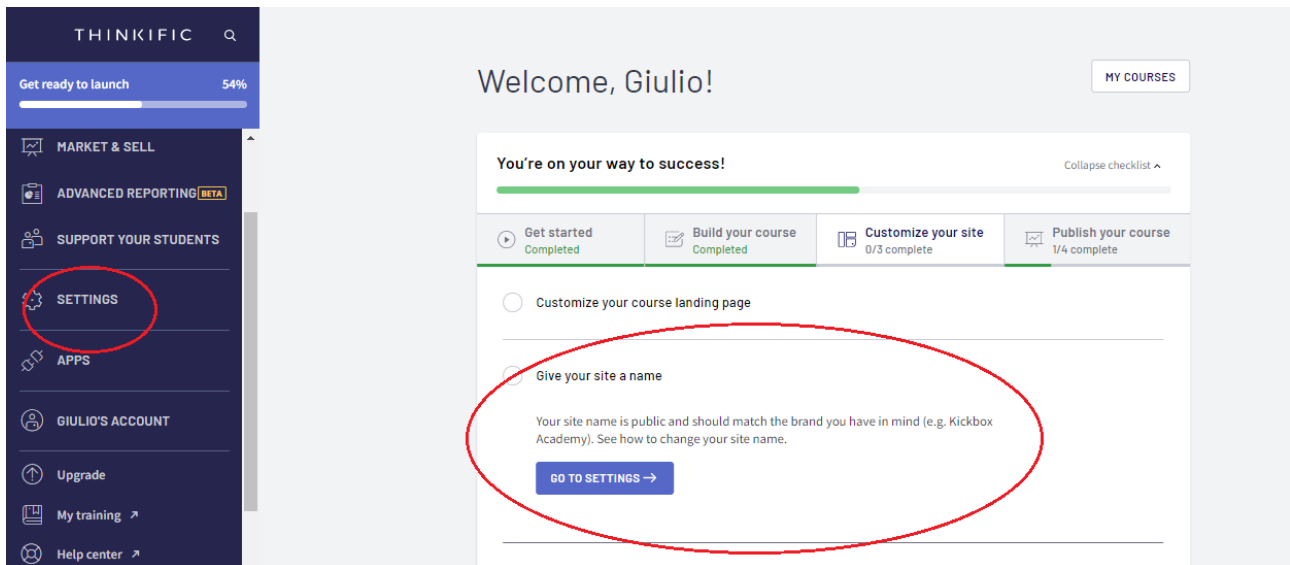 THINKIFIC
Get ready to launch 54%
MARKET & SELL
ADVANCED REPORTING BETA
SUPPORT YOUR STUDENTS
SETTINGS
APPS
GIULIO'S ACCOUNT
Upgrade
My training
Help center
Welcome, Giulio!
MY COURSES
You're on your way to success!
Collapse checklist
Get started
Completed
Build your course
Completed
Customize your site
0/3 complete
Publish your course
1/4 complete
Customize your course landing page
Give your site a name
Your site name is public and should match the brand you have in mind (e.g. Kickbox
Academy). See how to change your site name.
GO TO SETTINGS →